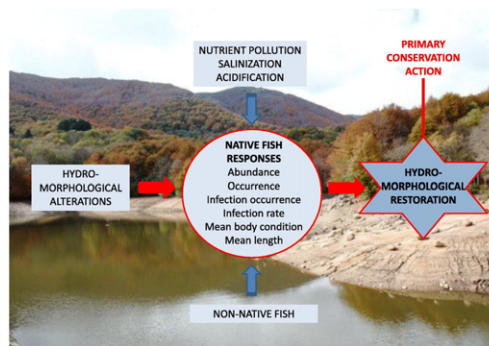 NUTRIENT POLLUTION
SALINIZATION
ACIDIFICATION
PRIMARY
CONSERVATION
ACTION
HYDRO-
MORPHOLOGICAL
ALTERATIONS
NATIVE FISH
RESPONSES
Abundance
Occurrence
Infection occurrence
Infection rate
Mean body condition
Mean length
HYDRO-
MORPHOLOGICAL
RESTORATION
NON-NATIVE FISH